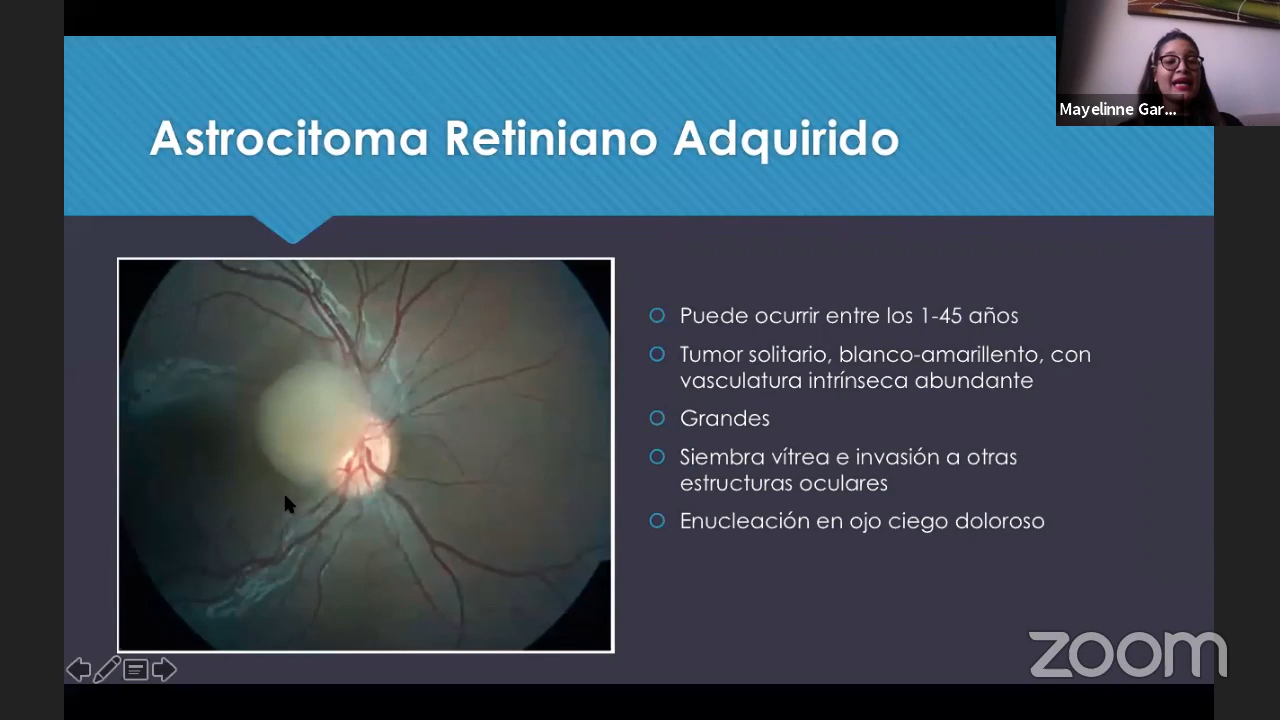 Mayelinne Gar...
Astrocitoma Retiniano Adquirido
Puede ocurrir entre los 1-45 años
Tumor solitario, blanco-amarillento, con
vasculatura intrínseca abundante
Grandes
Siembra vítrea e invasión a otras
estructuras oculares
Enucleación en ojo ciego doloroso
zoom